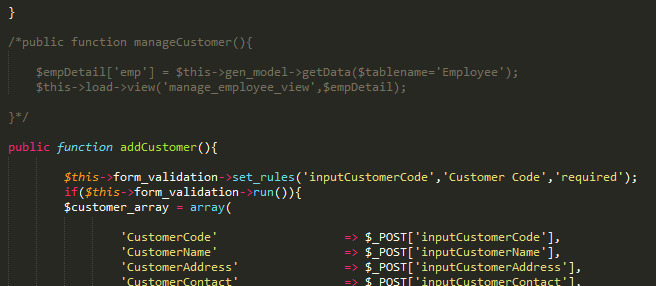 }
/*public function manageCustomer(){
$empDetail['emp'] = $this->gen_model->getData($tablename='Employee');
$this->load->view('manage_employee_view',$empDetail);
}*/
public function addCustomer(){
$this->form_validation->set_rules('inputCustomerCode','Customer Code','required');
if($this->form_validation->run()){
$customer_array = array(
'CustomerCode' => $_POST['inputCustomerCode'],
'CustomerName' => $_POST['inputCustomerName'],
'CustomerAddress' => $_POST['inputCustomerAddress'],
'CustomerContact' => $_POST['inputCustomerContact'],